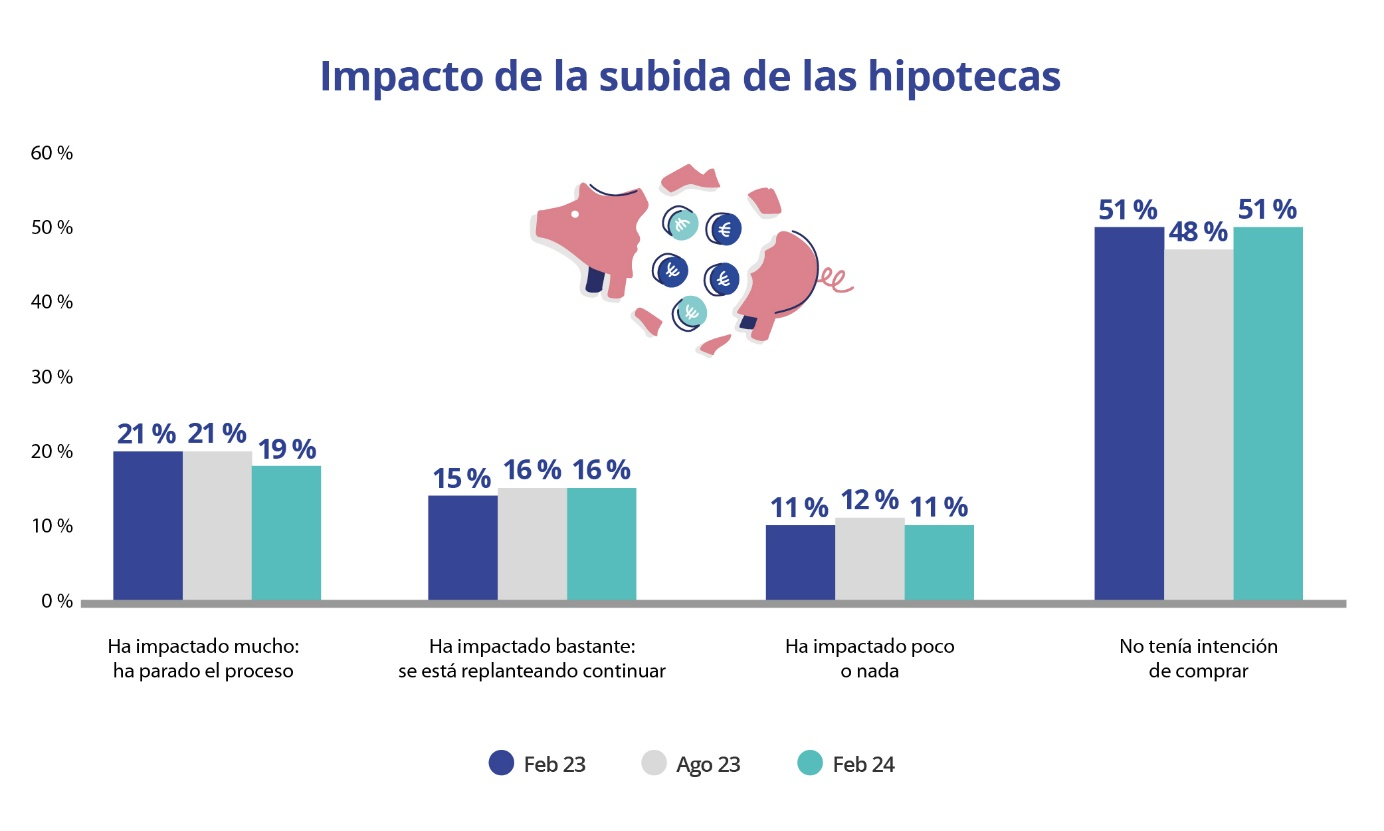 Impacto de la subida de las hipotecas
60 %
50 %
40 %
30 %
20 %
10 %
0 %
21 % 21 % 19 %
15 % 16 % 16 %
11 % 12 % 11 %
51 % 48 % 51 %
Ha impactado mucho:
ha parado el proceso
Ha impactado bastante:
se está replanteando continuar
Ha impactado poco
o nada
No tenía intención
de comprar
Feb 23 Ago 23 Feb 24